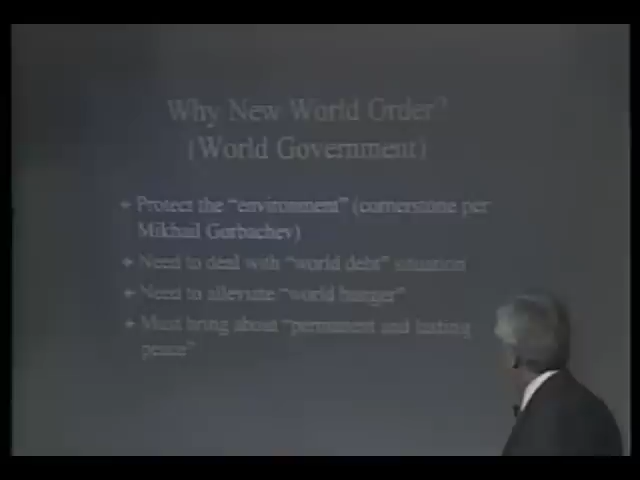 Why New World Order?
(World Government)
+ Protect the "environment" (cornerstone per
Mikhail Gorbachev)
+ Need to deal with "world debt" situation
+ Need to alleviate "world hunger"
+ Must bring about "permanent and lasting
peace"